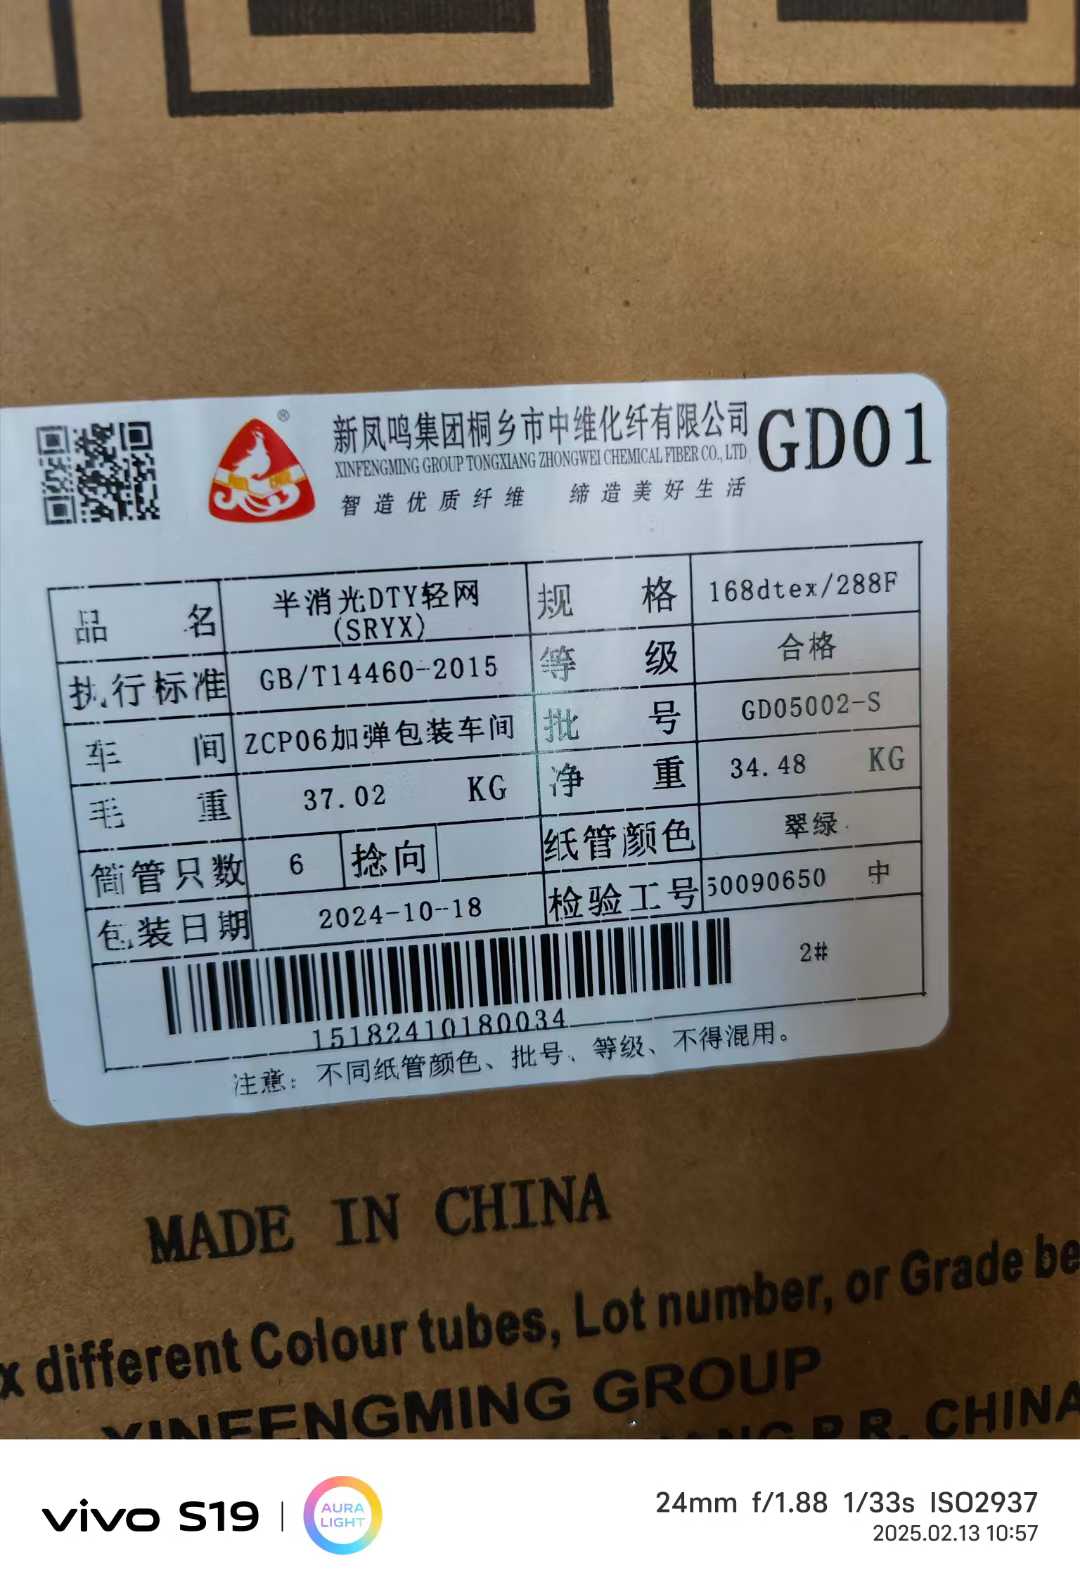 新凤鸣集团桐乡市中维化纤有限公司 GD01
XINFENGMING GROUP TONGXIANG ZHONGWEI CHEMICAL FIBER CO., LTD
智造优质纤维 缔造美好生活
品名 半消光DTY轻网(SRYX) 规格 168dtex/288F
执行标准 GB/T14460-2015 等级 合格
车间 ZCP06加弹包装车间 批号 GD05002-S
毛重 37.02 KG 净重 34.48 KG
筒管只数 6 捻向 纸管颜色 翠绿
包装日期 2024-10-18 检验工号 50090650 中
2#
15182410180034
注意：不同纸管颜色、批号、等级、不得混用。
MADE IN CHINA
x different Colour tubes, Lot number, or Grade be
XINFENGMING GROUP
P.R. CHINA
vivo S19 | AURA LIGHT
24mm f/1.88 1/33s ISO2937
2025.02.13 10:57